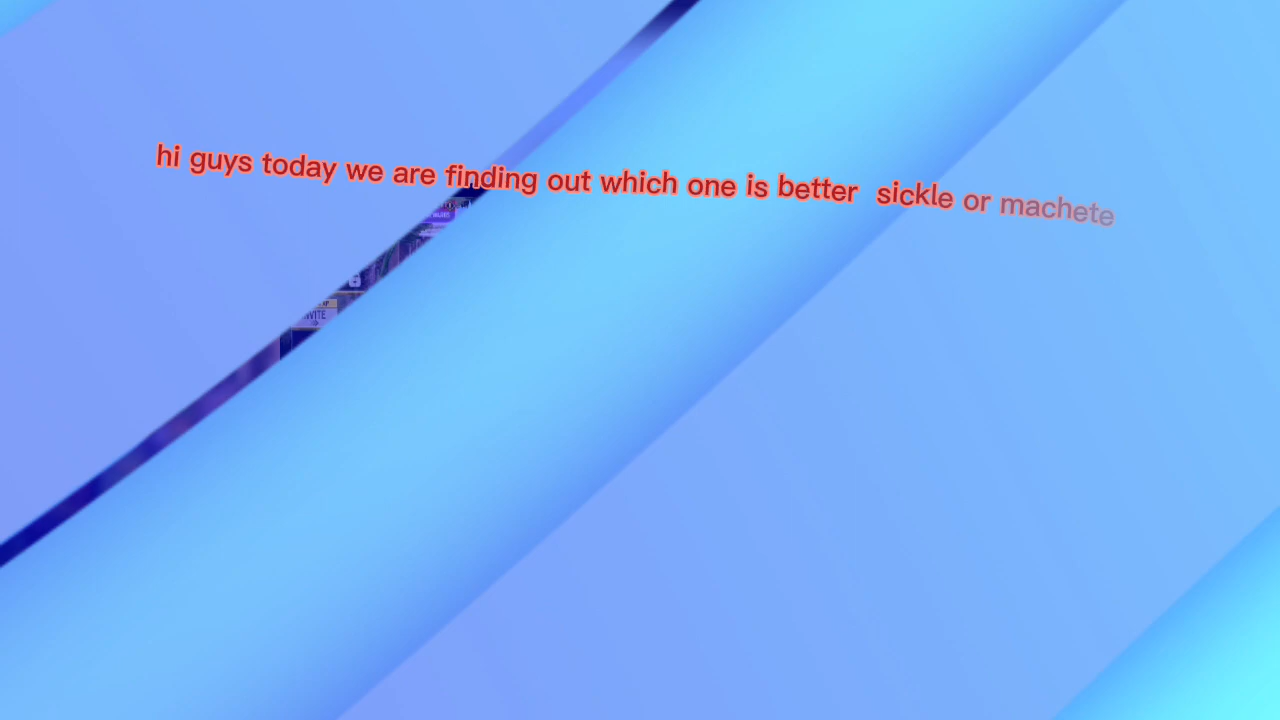 hi guys today we are finding out which one is better  sickle or machete